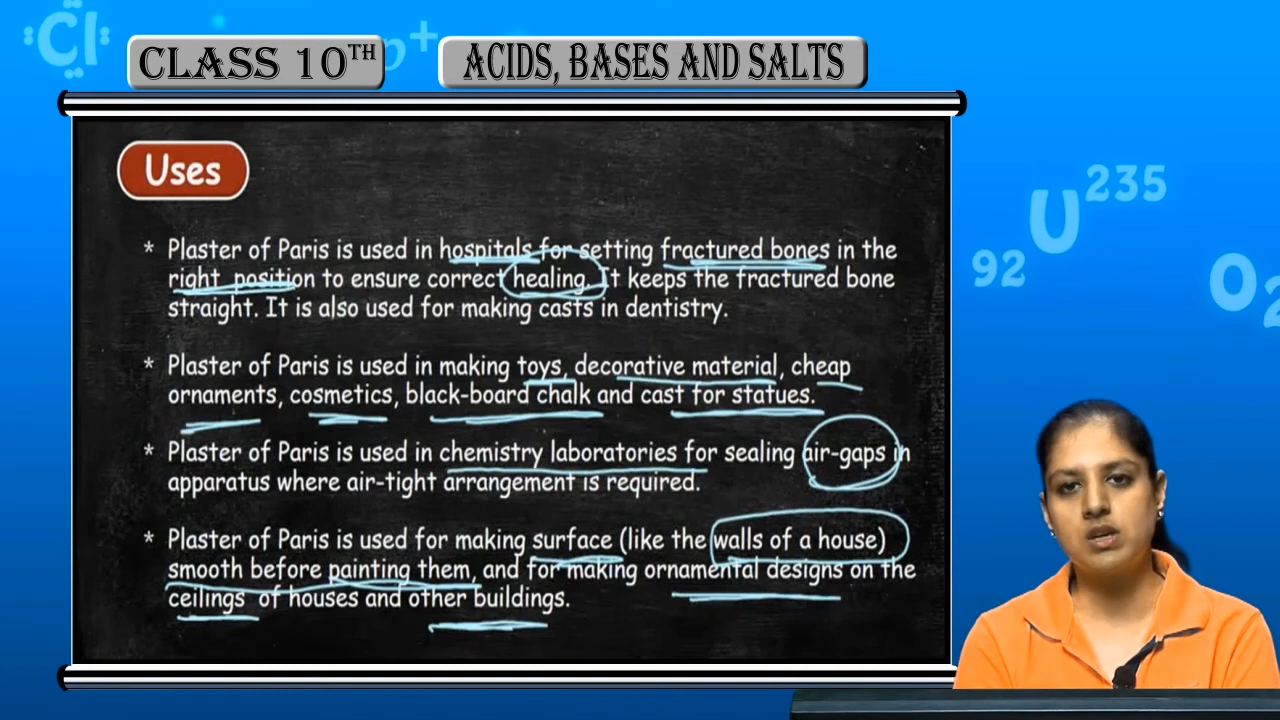 Cl
p+
CLASS 10TH
ACIDS, BASES AND SALTS
Uses
* Plaster of Paris is used in hospitals for setting fractured bones in the
right position to ensure correct healing. It keeps the fractured bone
straight. It is also used for making casts in dentistry.
* Plaster of Paris is used in making toys, decorative material, cheap
ornaments, cosmetics, black-board chalk and cast for statues.
* Plaster of Paris is used in chemistry laboratories for sealing air-gaps in
apparatus where air-tight arrangement is required.
* Plaster of Paris is used for making surface (like the walls of a house)
smooth before painting them, and for making ornamental designs on the
ceilings of houses and other buildings.
92 U 235
O2